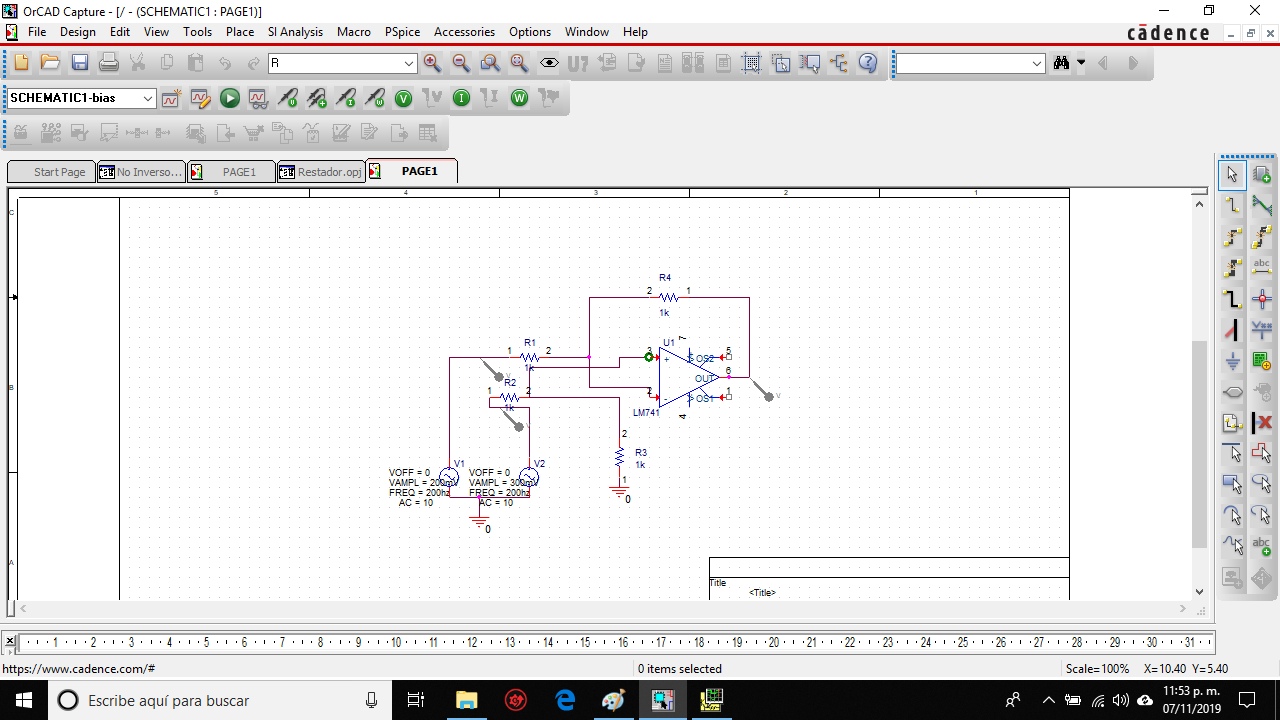 OrCAD Capture - [/ - (SCHEMATIC1 : PAGE1)]
File Design Edit View Tools Place SI Analysis Macro PSpice Accessories Options Window Help
cādence
R
U?
SCHEMATIC1-bias
V I W
Start Page No Inverso... PAGE1 Restador.opj PAGE1
5 4 3 2 1
C
B
A
R4
2 1
1k
R1
1 2
1k
R2
1 2
1k
U1
7
3 + OS2 5
OUT 6
2 - OS1 1
LM741 4
V
V
V
2
R3
1k
1
0
V1
VOFF = 0
VAMPL = 200mv
FREQ = 200hz
AC = 10
V2
VOFF = 0
VAMPL = 300mv
FREQ = 200hz
AC = 10
0
Title
<Title>
abc
abc
1 2 3 4 5 6 7 8 9 10 11 12 13 14 15 16 17 18 19 20 21 22 23 24 25 26 27 28 29 30 31
https://www.cadence.com/#
0 items selected
Scale=100% X=10.40 Y=5.40
Escribe aquí para buscar
11:53 p. m.
07/11/2019